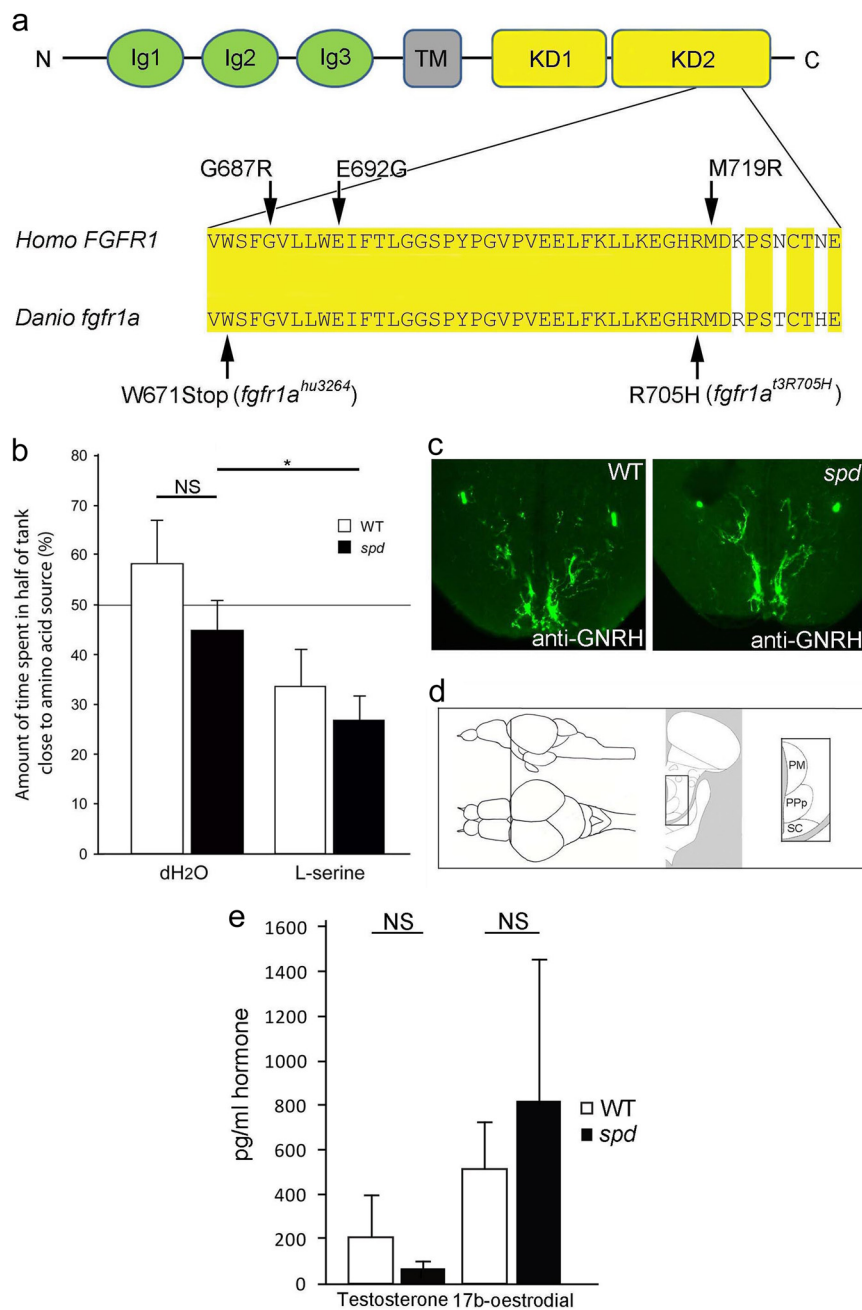 a
N Ig1 Ig2 Ig3 TM KD1 KD2 C
G687R E692G M719R
Homo FGFR1 VWSFGVLLWEIFTLGGSPYPGVPVEELFKLLKEGHRMDKPSNCTNE
Danio fgfr1a VWSFGVLLWEIFTLGGSPYPGVPVEELFKLLKEGHRMDRPSTCTHE
W671Stop (fgfr1a^hu3264) R705H (fgfr1a^t3R705H)
b
Amount of time spent in half of tank
close to amino acid source (%)
80
70
60
50
40
30
20
10
0
NS
*
WT
spd
dH2O L-serine
c
WT
anti-GNRH
spd
anti-GNRH
d
PM
PPp
SC
e
pg/ml hormone
1600
1400
1200
1000
800
600
400
200
0
NS NS
WT
spd
Testosterone 17b-oestrodial